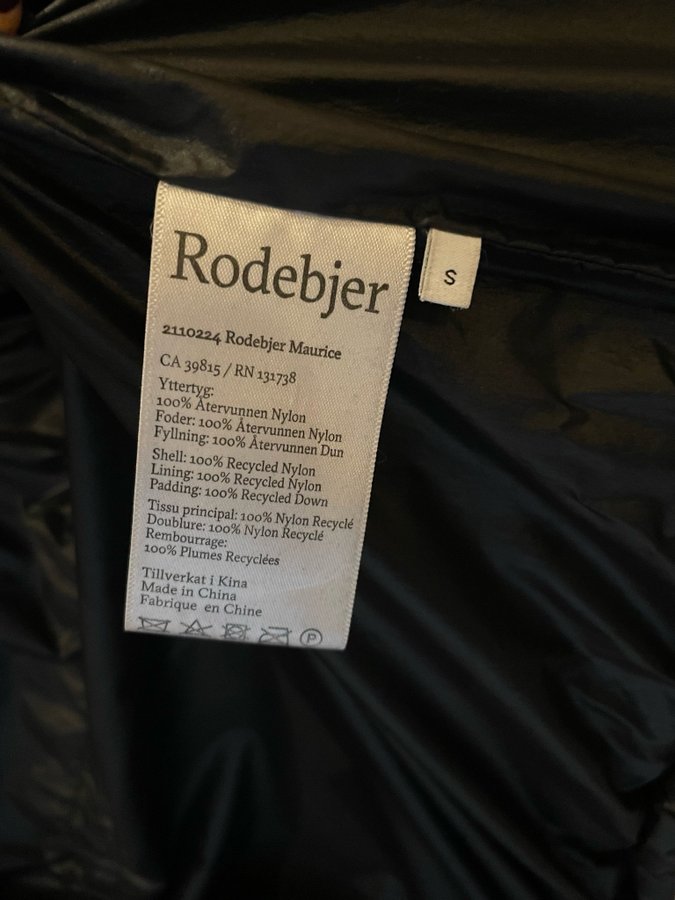 Rodebjer
S
2110224 Rodebjer Maurice
CA 39815 / RN 131738
Yttertyg:
100% Återvunnen Nylon
Foder: 100% Återvunnen Nylon
Fyllning: 100% Återvunnen Dun
Shell: 100% Recycled Nylon
Lining: 100% Recycled Nylon
Padding: 100% Recycled Down
Tissu principal: 100% Nylon Recyclé
Doublure: 100% Nylon Recyclé
Rembourrage:
100% Plumes Recyclées
Tillverkat i Kina
Made in China
Fabrique en Chine
P